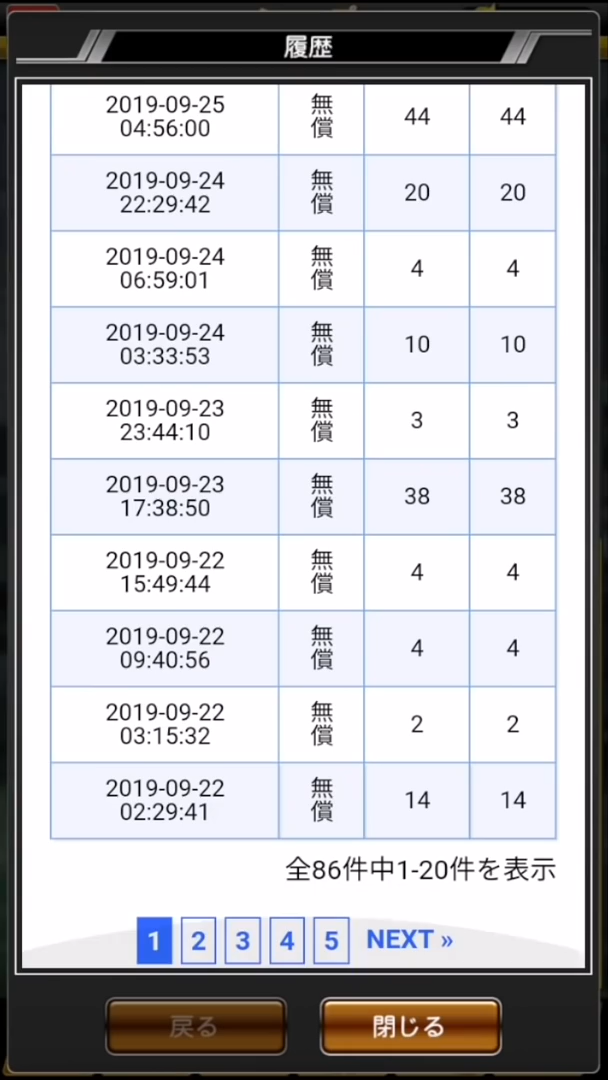 履歴
2019-09-25 04:56:00 無償 44 44
2019-09-24 22:29:42 無償 20 20
2019-09-24 06:59:01 無償 4 4
2019-09-24 03:33:53 無償 10 10
2019-09-23 23:44:10 無償 3 3
2019-09-23 17:38:50 無償 38 38
2019-09-22 15:49:44 無償 4 4
2019-09-22 09:40:56 無償 4 4
2019-09-22 03:15:32 無償 2 2
2019-09-22 02:29:41 無償 14 14
全86件中1-20件を表示
1 2 3 4 5 NEXT »
戻る 閉じる